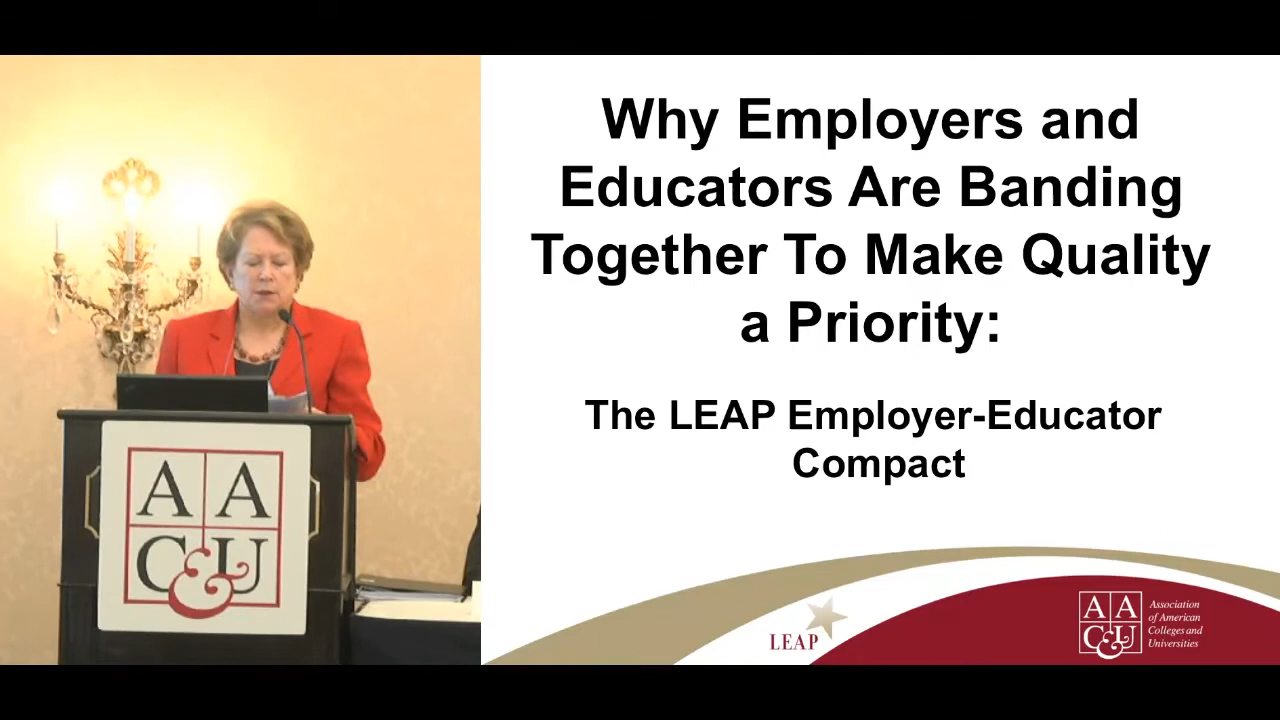 Why Employers and
Educators Are Banding
Together To Make Quality
a Priority:
The LEAP Employer-Educator
Compact
A A
C & U
LEAP
A A
C & U
Association
of American
Colleges and
Universities